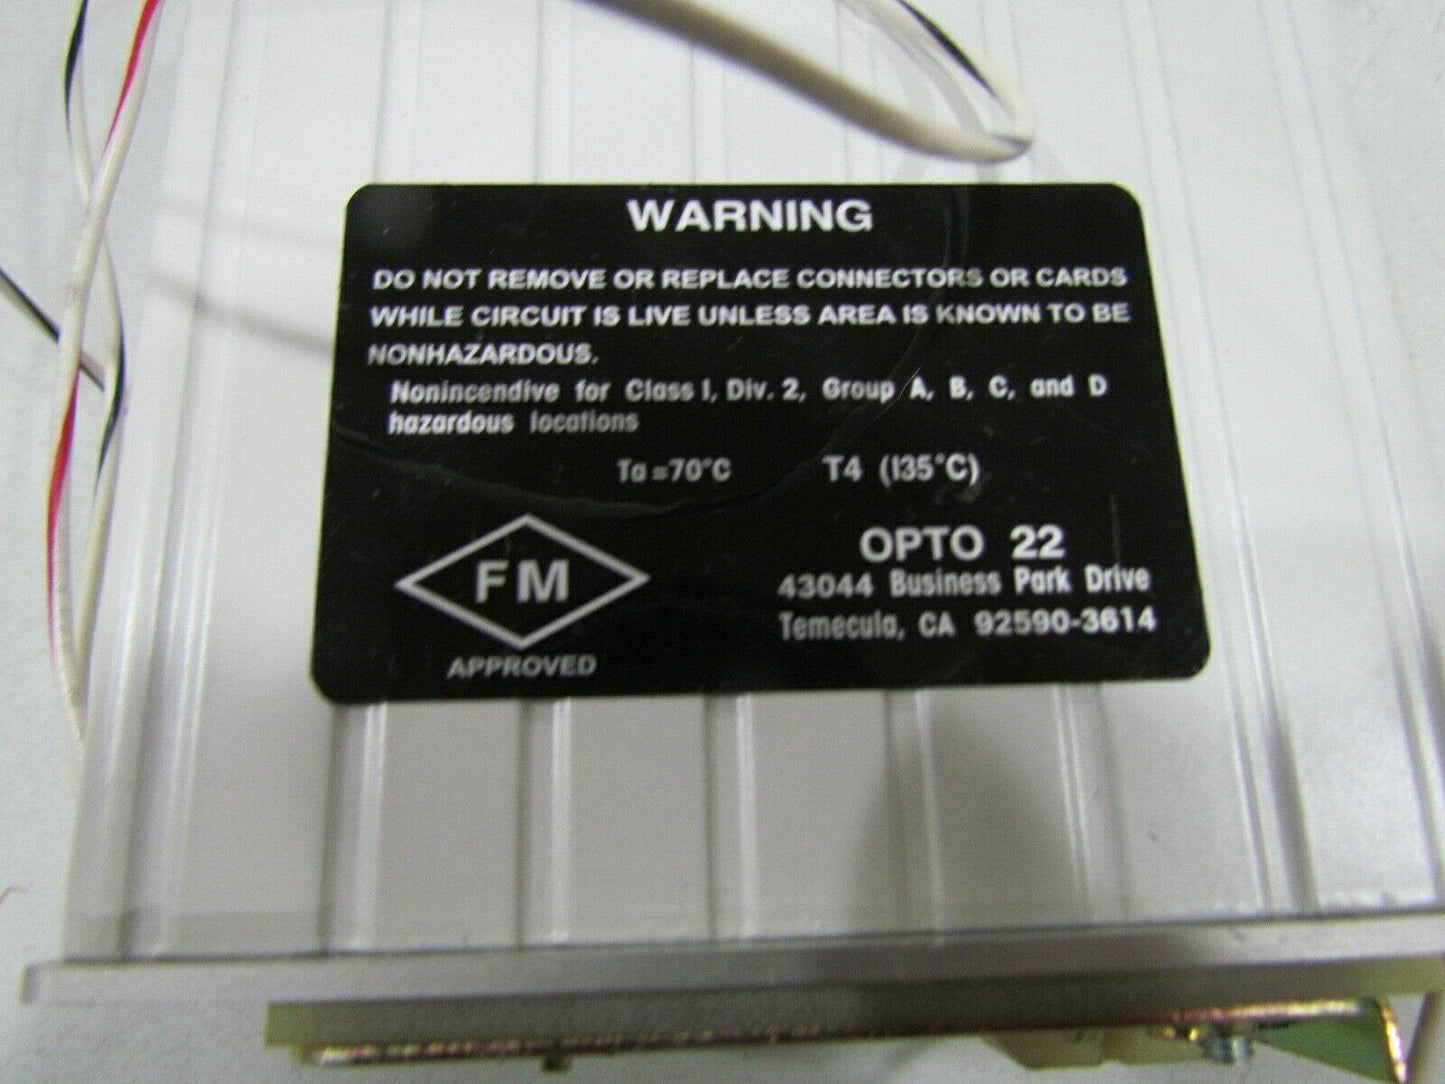 WARNING
DO NOT REMOVE OR REPLACE CONNECTORS OR CARDS
WHILE CIRCUIT IS LIVE UNLESS AREA IS KNOWN TO BE
NONHAZARDOUS.
Nonincendive for Class I, Div. 2, Group A, B, C, and D
hazardous locations
Ta=70°C T4 (135°C)
FM
APPROVED
OPTO 22
43044 Business Park Drive
Temecula, CA 92590-3614